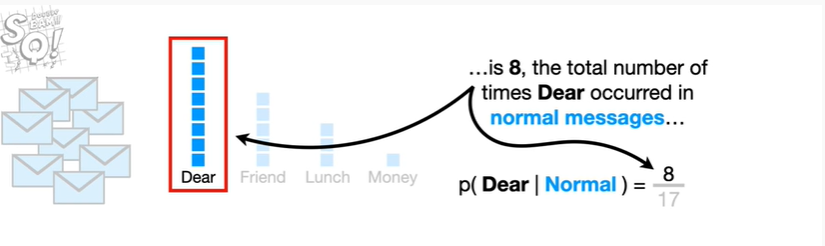 StatQuest!
...is 8, the total number of
times Dear occurred in
normal messages...
Dear Friend Lunch Money
p( Dear | Normal ) = 8
17